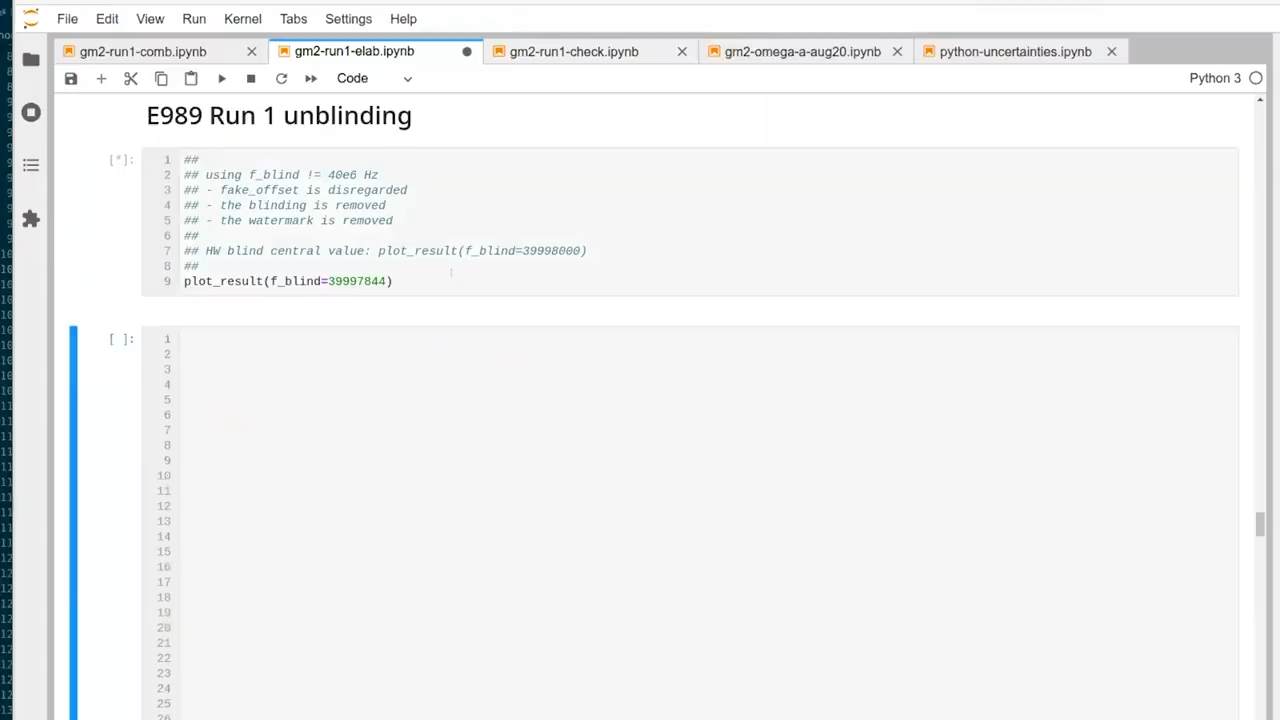 File Edit View Run Kernel Tabs Settings Help
gm2-run1-comb.ipynb gm2-run1-elab.ipynb gm2-run1-check.ipynb gm2-omega-a-aug20.ipynb python-uncertainties.ipynb
Code Python 3
E989 Run 1 unblinding
[*]: 1 ##
2 ## using f_blind != 40e6 Hz
3 ## - fake_offset is disregarded
4 ## - the blinding is removed
5 ## - the watermark is removed
6 ##
7 ## HW blind central value: plot_result(f_blind=39998000)
8 ##
9 plot_result(f_blind=39997844)
[ ]: 1
2
3
4
5
6
7
8
9
10
11
12
13
14
15
16
17
18
19
20
21
22
23
24
25
26